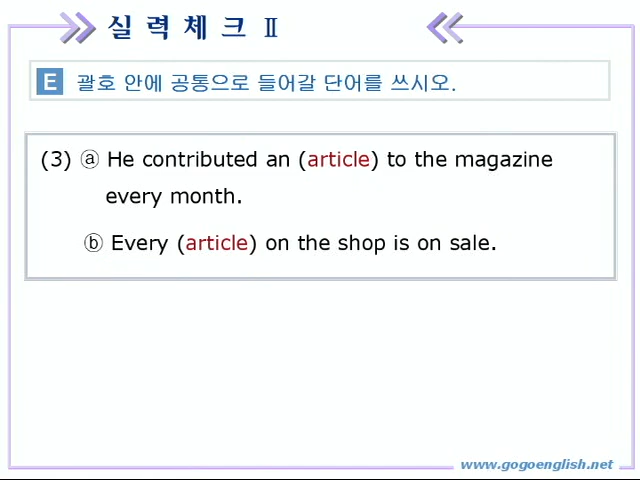 실 력 체 크 Ⅱ
E 괄호 안에 공통으로 들어갈 단어를 쓰시오.
(3) ⓐ He contributed an (article) to the magazine
every month.
ⓑ Every (article) on the shop is on sale.
www.gogoenglish.net